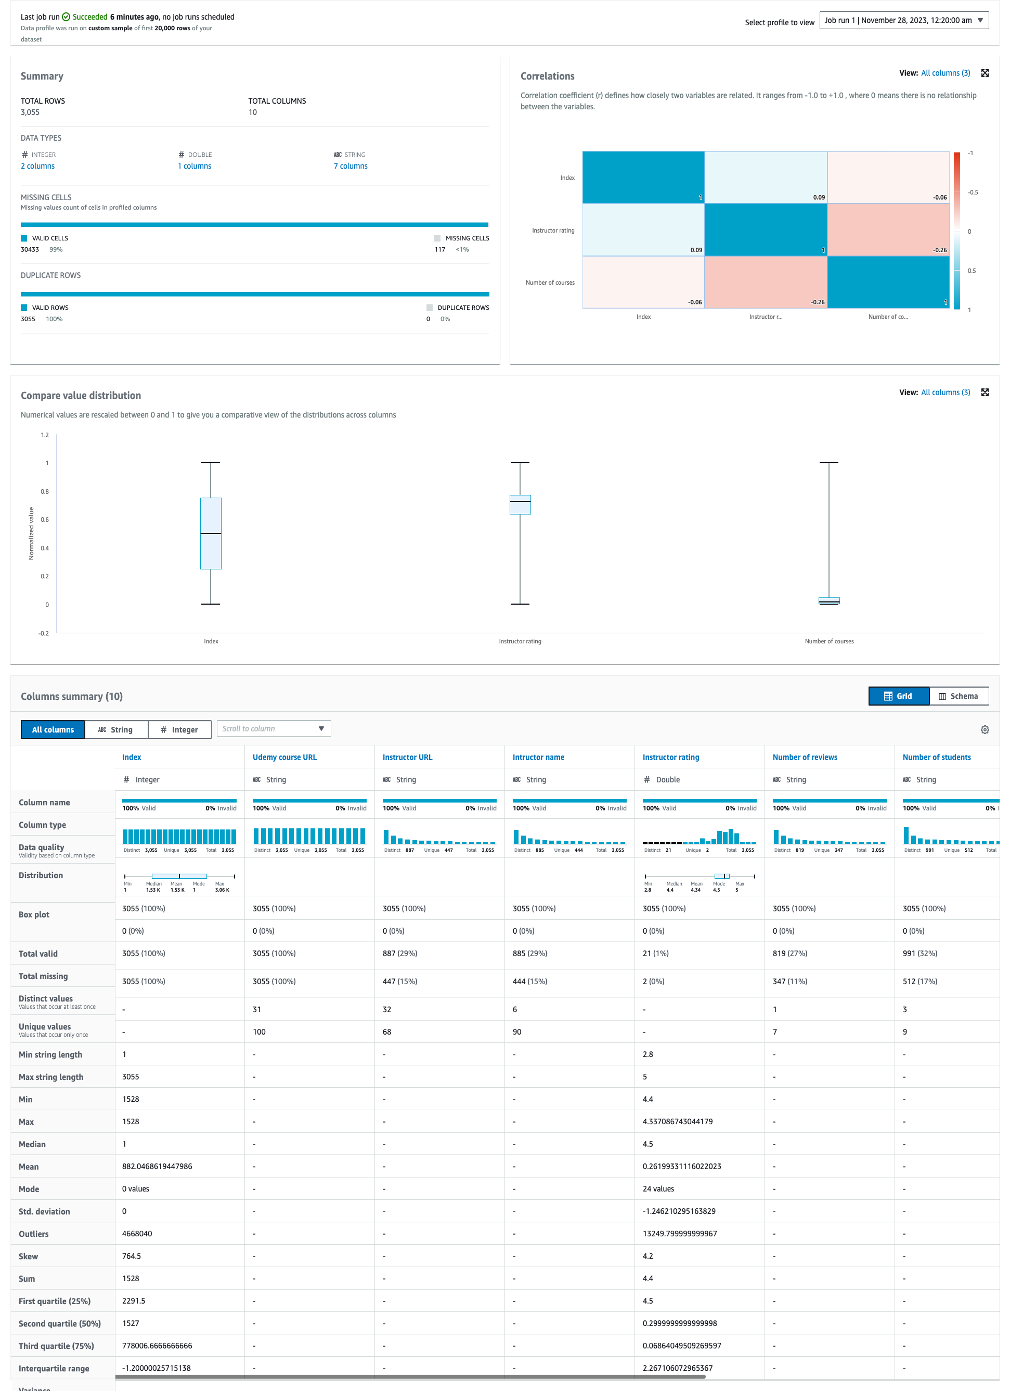 Last job run Succeeded 6 minutes ago, no job runs scheduled
Data profile was run on custom sample of first 20,000 rows of your
dataset
Select profile to view Job run 1 | November 28, 2023, 12:20:00 am
Summary
TOTAL ROWS TOTAL COLUMNS
3,055 10
DATA TYPES
# INTEGER # DOUBLE ABC STRING
2 columns 1 columns 7 columns
MISSING CELLS
Missing values count of cells in profiled columns
VALID CELLS MISSING CELLS
30433 99% 117 <1%
DUPLICATE ROWS
VALID ROWS DUPLICATE ROWS
3055 100% 0 0%
Correlations
View: All columns (3)
Correlation coefficient (r) defines how closely two variables are related. It ranges from -1.0 to +1.0 , where 0 means there is no relationship
between the variables.
Index 1 0.09 -0.06
Instructor rating 0.09 1 -0.26
Number of courses -0.06 -0.26 1
Index Instructor r... Number of co...
-1
-0.5
0
0.5
1
Compare value distribution
View: All columns (3)
Numerical values are rescaled between 0 and 1 to give you a comparative view of the distributions across columns
Normalized value
1.2
1
0.8
0.6
0.4
0.2
0
-0.2
Index Instructor rating Number of courses
Columns summary (10)
Grid Schema
All columns ABC String # Integer Scroll to column
Index Udemy course URL Instructor URL Intructor name Instructor rating Number of reviews Number of students
# Integer ABC String ABC String ABC String # Double ABC String ABC String
Column name
100% Valid 0% Invalid 100% Valid 0% Invalid 100% Valid 0% Invalid 100% Valid 0% Invalid 100% Valid 0% Invalid 100% Valid 0% Invalid 100% Valid 0%
Column type
Data quality
Validity based on column type
Distinct 3,055 Unique 3,055 Total 3,055 Distinct 3,055 Unique 3,055 Total 3,055 Distinct 887 Unique 447 Total 3,055 Distinct 885 Unique 444 Total 3,055 Distinct 21 Unique 2 Total 3,055 Distinct 819 Unique 347 Total 3,055 Distinct 991 Unique 512 Total
Distribution
Min Median Mean Mode Max Min Median Mean Mode Max
1 1.53 K 1.53 K 1 3.06 K 2.8 4.4 4.34 4.5 5
3055 (100%) 3055 (100%) 3055 (100%) 3055 (100%) 3055 (100%) 3055 (100%) 3055 (100%)
Box plot
0 (0%) 0 (0%) 0 (0%) 0 (0%) 0 (0%) 0 (0%) 0 (0%)
Total valid 3055 (100%) 3055 (100%) 887 (29%) 885 (29%) 21 (1%) 819 (27%) 991 (32%)
Total missing 3055 (100%) 3055 (100%) 447 (15%) 444 (15%) 2 (0%) 347 (11%) 512 (17%)
Distinct values
Values that occur at least once
- 31 32 6 - 1 3
Unique values
Values that occur only once
- 100 68 90 - 7 9
Min string length 1 - - - 2.8 - -
Max string length 3055 - - - 5 - -
Min 1528 - - - 4.4 - -
Max 1528 - - - 4.337086743044179 - -
Median 1 - - - 4.5 - -
Mean 882.0468619447986 - - - 0.26199331116022023 - -
Mode 0 values - - - 24 values - -
Std. deviation 0 - - - -1.246210295163829 - -
Outliers 4668040 - - - 13249.799999999967 - -
Skew 764.5 - - - 4.2 - -
Sum 1528 - - - 4.4 - -
First quartile (25%) 2291.5 - - - 4.5 - -
Second quartile (50%) 1527 - - - 0.2999999999999998 - -
Third quartile (75%) 778006.6666666666 - - - 0.06864049509269597 - -
Interquartile range -1.20000025715138 - - - 2.267106072965367 - -
Variance